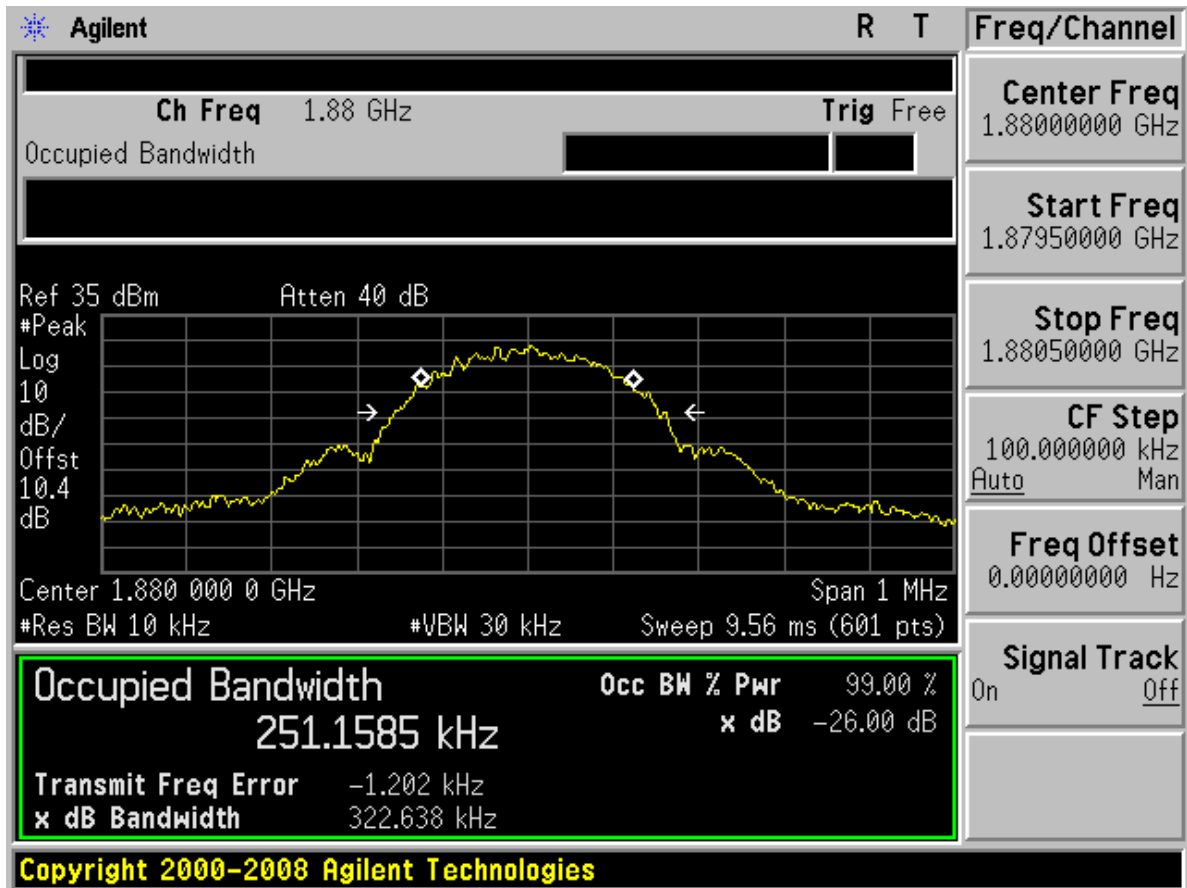 Agilent R T Freq/Channel
Ch Freq 1.88 GHz Trig Free
Occupied Bandwidth
Center Freq
1.88000000 GHz
Start Freq
1.87950000 GHz
Stop Freq
1.88050000 GHz
CF Step
100.000000 kHz
Auto Man
Freq Offset
0.00000000 Hz
Signal Track
On Off
Ref 35 dBm Atten 40 dB
#Peak
Log
10
dB/
Offst
10.4
dB
Center 1.880 000 0 GHz Span 1 MHz
#Res BW 10 kHz #VBW 30 kHz Sweep 9.56 ms (601 pts)
Occupied Bandwidth
251.1585 kHz
Occ BW % Pwr 99.00 %
x dB -26.00 dB
Transmit Freq Error -1.202 kHz
x dB Bandwidth 322.638 kHz
Copyright 2000-2008 Agilent Technologies